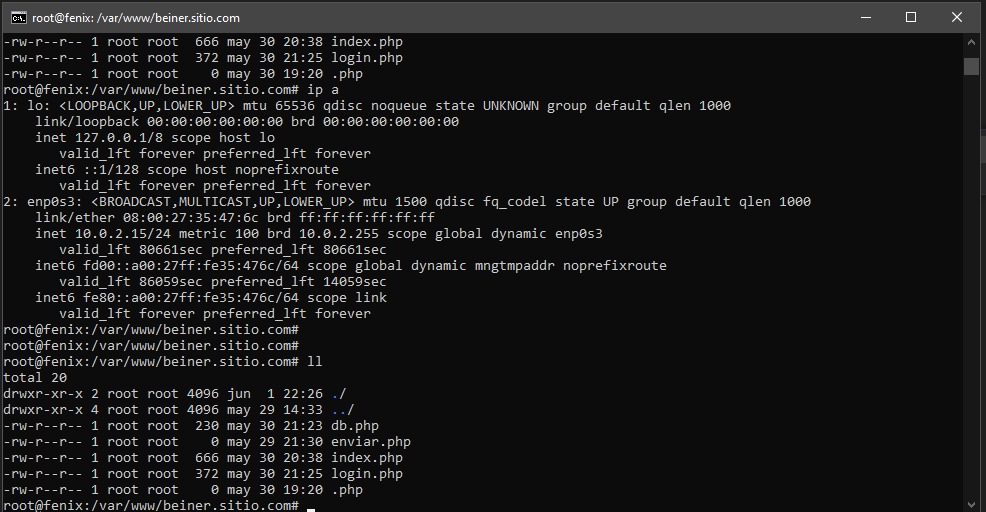 root@fenix: /var/www/beiner.sitio.com
-rw-r--r-- 1 root root  666 may 30 20:38 index.php
-rw-r--r-- 1 root root  372 may 30 21:25 login.php
-rw-r--r-- 1 root root    0 may 30 19:20 .php
root@fenix:/var/www/beiner.sitio.com# ip a
1: lo: <LOOPBACK,UP,LOWER_UP> mtu 65536 qdisc noqueue state UNKNOWN group default qlen 1000
    link/loopback 00:00:00:00:00:00 brd 00:00:00:00:00:00
    inet 127.0.0.1/8 scope host lo
       valid_lft forever preferred_lft forever
    inet6 ::1/128 scope host noprefixroute
       valid_lft forever preferred_lft forever
2: enp0s3: <BROADCAST,MULTICAST,UP,LOWER_UP> mtu 1500 qdisc fq_codel state UP group default qlen 1000
    link/ether 08:00:27:35:47:6c brd ff:ff:ff:ff:ff:ff
    inet 10.0.2.15/24 metric 100 brd 10.0.2.255 scope global dynamic enp0s3
       valid_lft 80661sec preferred_lft 80661sec
    inet6 fd00::a00:27ff:fe35:476c/64 scope global dynamic mngtmpaddr noprefixroute
       valid_lft 86059sec preferred_lft 14059sec
    inet6 fe80::a00:27ff:fe35:476c/64 scope link
       valid_lft forever preferred_lft forever
root@fenix:/var/www/beiner.sitio.com#
root@fenix:/var/www/beiner.sitio.com#
root@fenix:/var/www/beiner.sitio.com# ll
total 20
drwxr-xr-x 2 root root 4096 jun  1 22:26 ./
drwxr-xr-x 4 root root 4096 may 29 14:33 ../
-rw-r--r-- 1 root root  230 may 30 21:23 db.php
-rw-r--r-- 1 root root    0 may 29 21:30 enviar.php
-rw-r--r-- 1 root root  666 may 30 20:38 index.php
-rw-r--r-- 1 root root  372 may 30 21:25 login.php
-rw-r--r-- 1 root root    0 may 30 19:20 .php
root@fenix:/var/www/beiner.sitio.com#